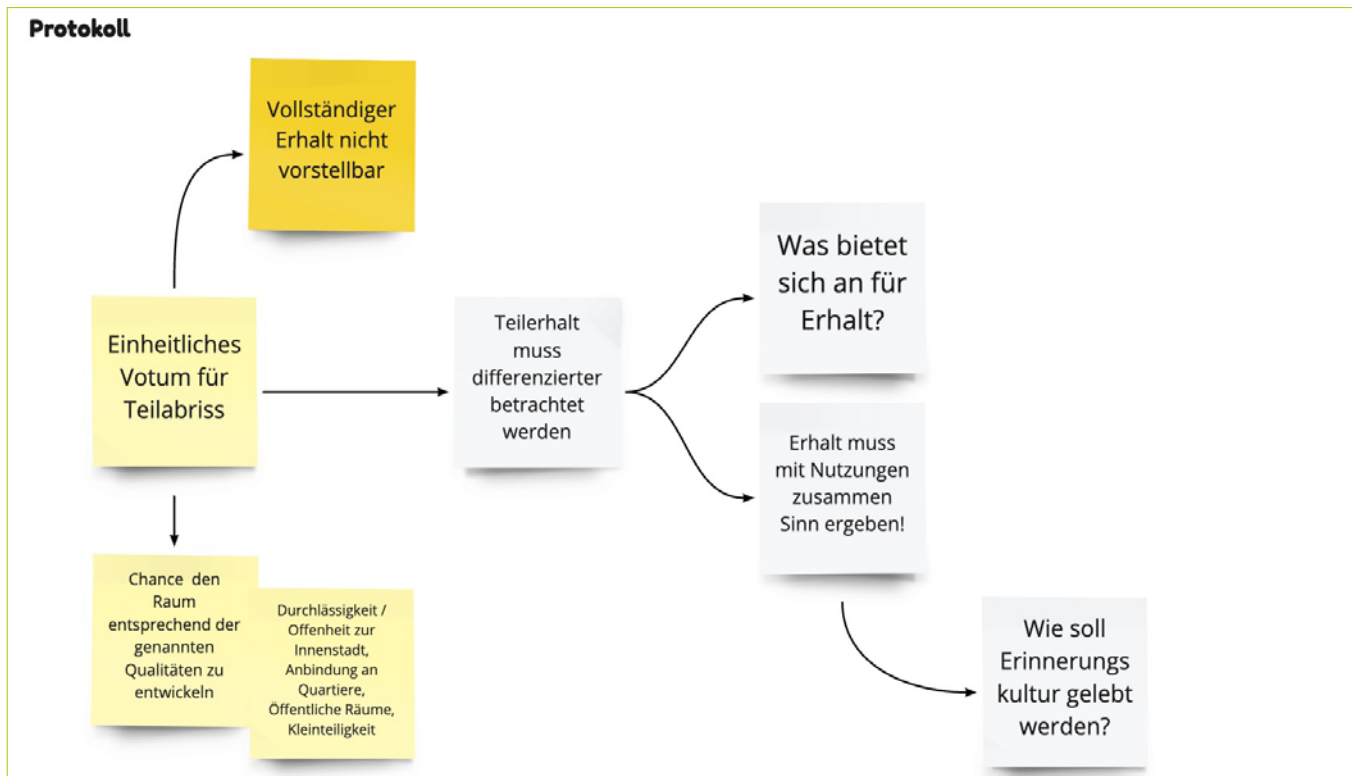 Protokoll
Vollständiger
Erhalt nicht
vorstellbar
Einheitliches
Votum für
Teilabriss
Teilerhalt
muss
differenzierter
betrachtet
werden
Was bietet
sich an für
Erhalt?
Erhalt muss
mit Nutzungen
zusammen
Sinn ergeben!
Chance den
Raum
entsprechend der
genannten
Qualitäten zu
entwickeln
Durchlässigkeit /
Offenheit zur
Innenstadt,
Anbindung an
Quartiere,
Öffentliche Räume,
Kleinteiligkeit
Wie soll
Erinnerungs
kultur gelebt
werden?